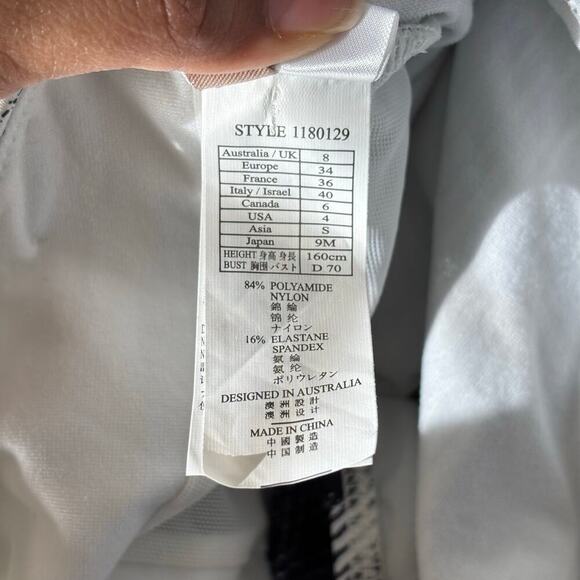 STYLE 1180129
Australia / UK 8
Europe 34
France 36
Italy / Israel 40
Canada 6
USA 4
Asia S
Japan 9M
HEIGHT 身高 身長 160cm
BUST 胸围 バスト D 70
84% POLYAMIDE
NYLON
錦綸
锦纶
ナイロン
16% ELASTANE
SPANDEX
氨綸
氨纶
ポリウレタン
DESIGNED IN AUSTRALIA
澳洲設計
澳洲设计
MADE IN CHINA
中國製造
中国制造